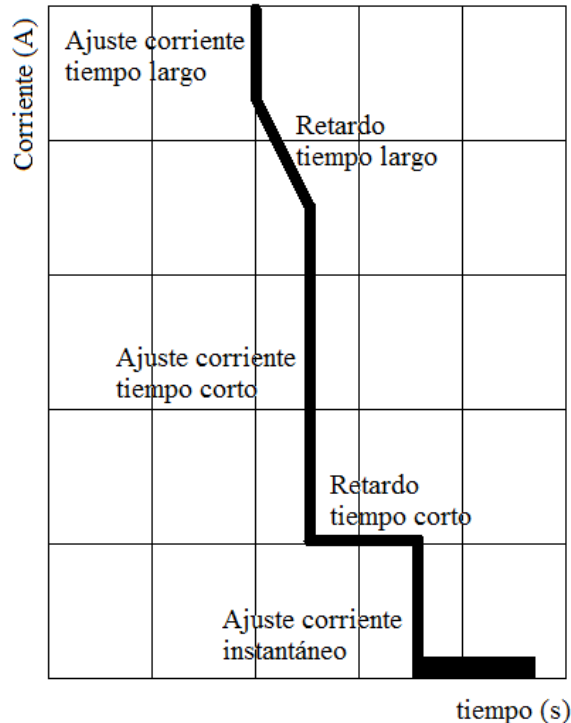 Corriente (A)
Ajuste corriente
tiempo largo
Retardo
tiempo largo
Ajuste corriente
tiempo corto
Retardo
tiempo corto
Ajuste corriente
instantáneo
tiempo (s)